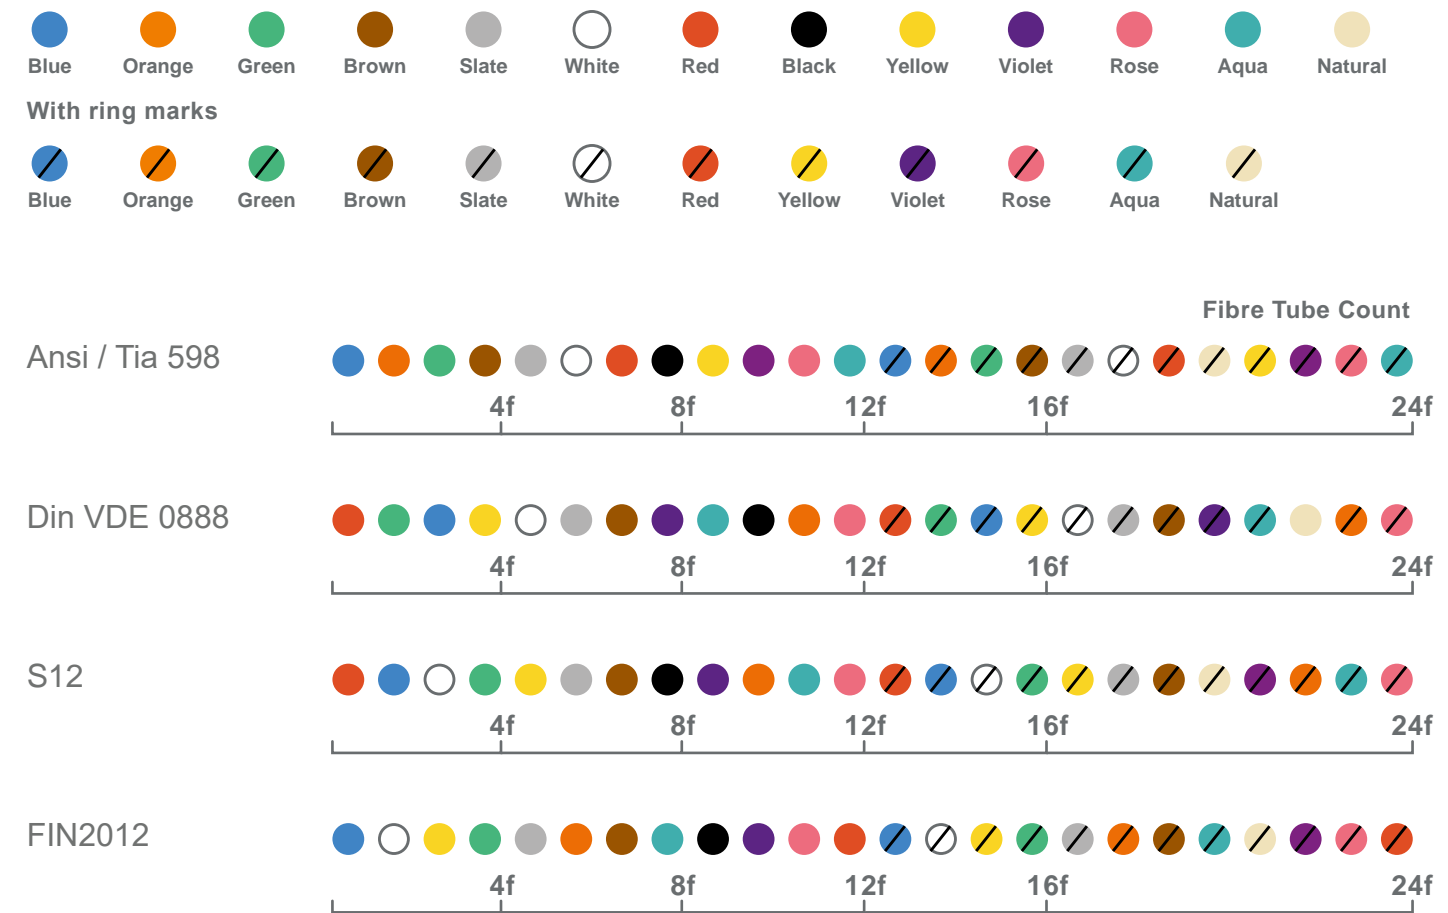 Blue Orange Green Brown Slate White Red Black Yellow Violet Rose Aqua Natural
With ring marks
Blue Orange Green Brown Slate White Red Yellow Violet Rose Aqua Natural
Fibre Tube Count
Ansi / Tia 598
4f 8f 12f 16f 24f
Din VDE 0888
4f 8f 12f 16f 24f
S12
4f 8f 12f 16f 24f
FIN2012
4f 8f 12f 16f 24f